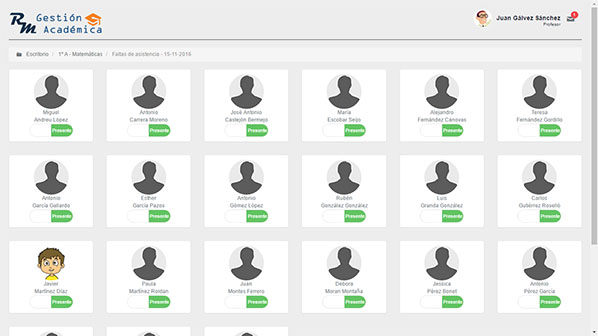 RM Gestión
Académica
Juan Gálvez Sánchez
Profesor
Escritorio / 1º A - Matemáticas / Faltas de asistencia - 15-11-2016
Miguel
Andreu López
Presente
Antonio
Carrera Moreno
Presente
José Antonio
Castejón Bermejo
Presente
María
Escobar Seijo
Presente
Alejandro
Fernández Cánovas
Presente
Teresa
Fernández Gordillo
Presente
Antonio
García Gallardo
Presente
Esther
García Pazos
Presente
Antonio
Gómez López
Presente
Rubén
González González
Presente
Luis
Granda González
Presente
Carlos
Gutiérrez Roselló
Presente
Javier
Martínez Díaz
Presente
Paula
Martínez Roldán
Presente
Juan
Montes Ferrero
Presente
Débora
Morán Montaña
Presente
Jessica
Pérez Benet
Presente
Antonio
Pérez García
Presente